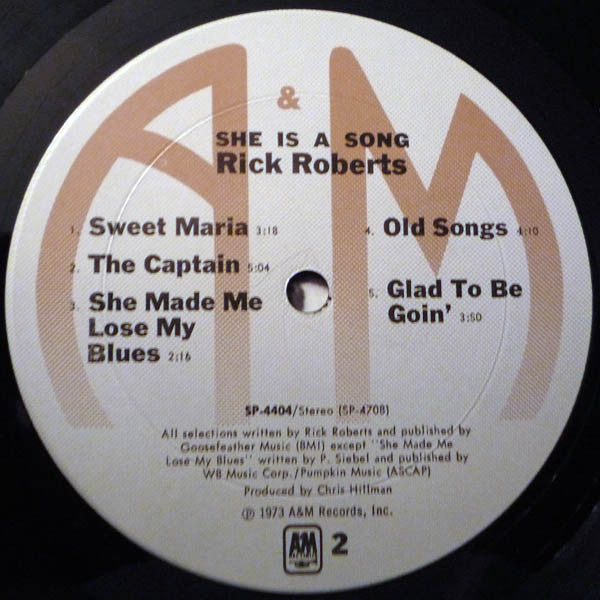 &
SHE IS A SONG
Rick Roberts
1. Sweet Maria 3:18
2. The Captain 5:04
3. She Made Me
Lose My
Blues 2:16
4. Old Songs 4:10
5. Glad To Be
Goin' 3:50
SP-4404/Stereo (SP-4708)
All selections written by Rick Roberts and published by
Goosefeather Music (BMI) except "She Made Me
Lose My Blues" written by P. Siebel and published by
WB Music Corp./Pumpkin Music (ASCAP)
Produced by Chris Hillman
℗ 1973 A&M Records, Inc.
A&M
RECORDS
2